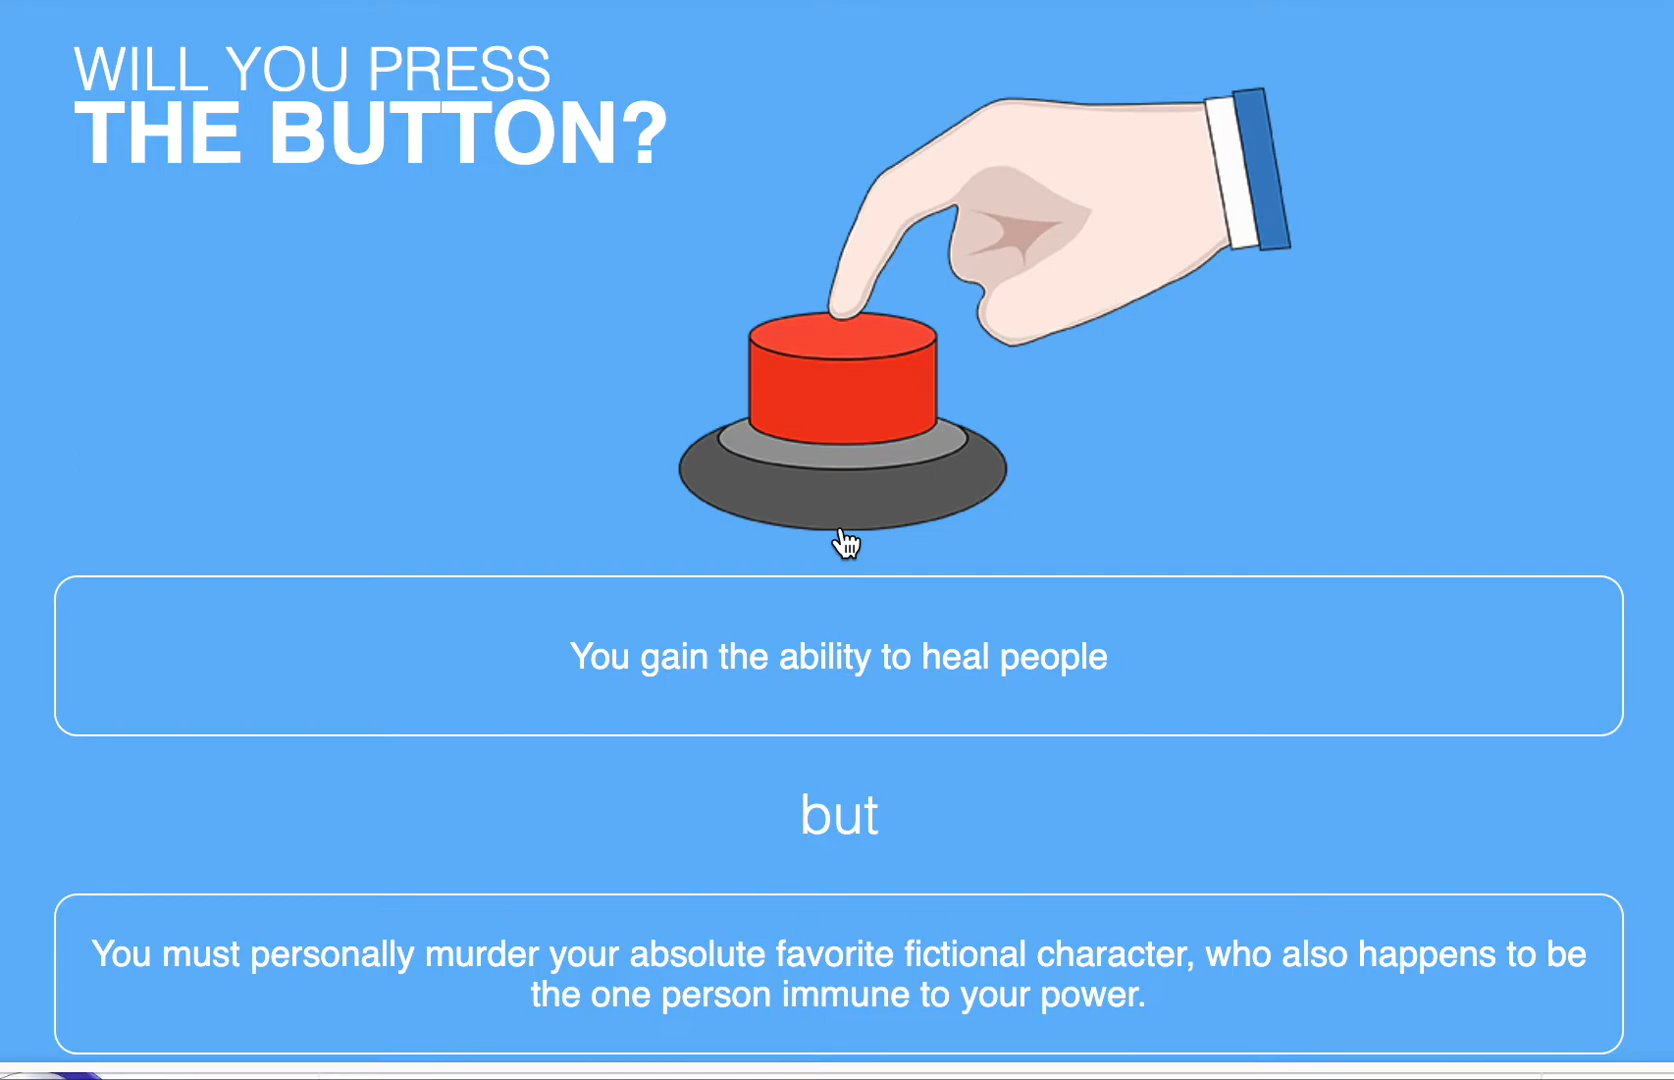 WILL YOU PRESS
THE BUTTON?
You gain the ability to heal people
but
You must personally murder your absolute favorite fictional character, who also happens to be
the one person immune to your power.